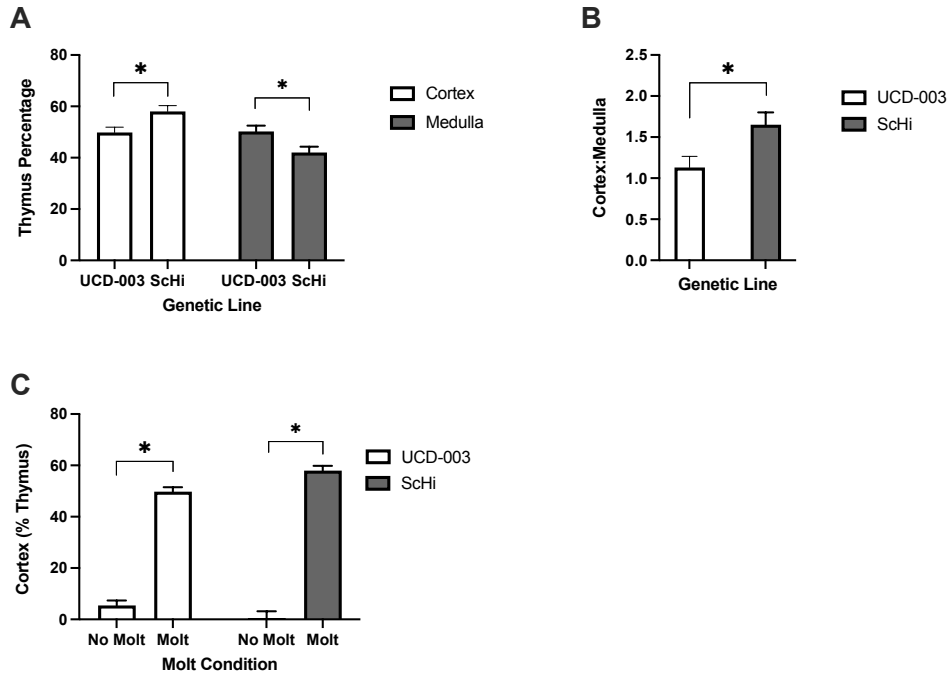 A
80
60
40
20
0
Thymus Percentage
*
*
UCD-003 ScHi
UCD-003 ScHi
Genetic Line
Cortex
Medulla
B
2.5
2.0
1.5
1.0
0.5
0.0
Cortex:Medulla
*
Genetic Line
UCD-003
ScHi
C
80
60
40
20
0
Cortex (% Thymus)
*
*
No Molt Molt
No Molt Molt
Molt Condition
UCD-003
ScHi